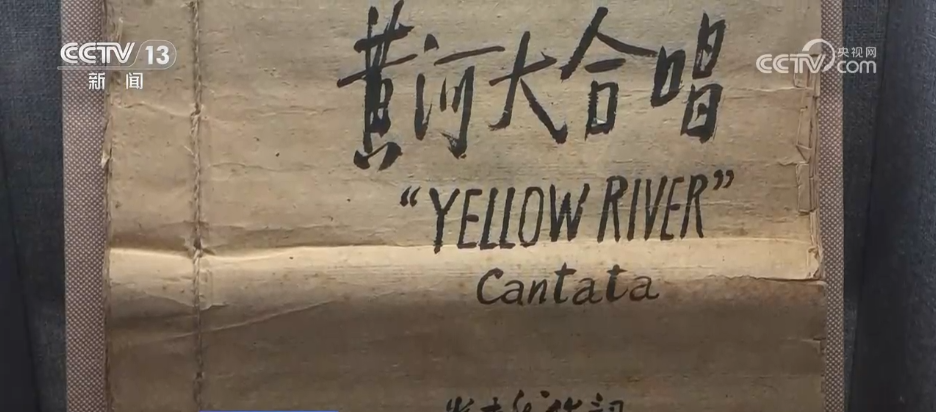 CCTV 13
新闻
CCTV 央视网
com
黄河大合唱
“YELLOW RIVER”
Cantata